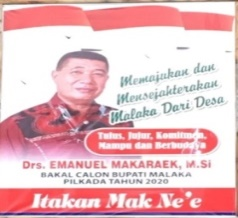 Memajukan dan
Mensejahterakan
Malaka Dari Desa
Tulus, Jujur, Komitmen,
Mampu dan Berbudaya
Drs. EMANUEL MAKARAEK, M.Si
BAKAL CALON BUPATI MALAKA
PILKADA TAHUN 2020
Itakan Mak Ne'e